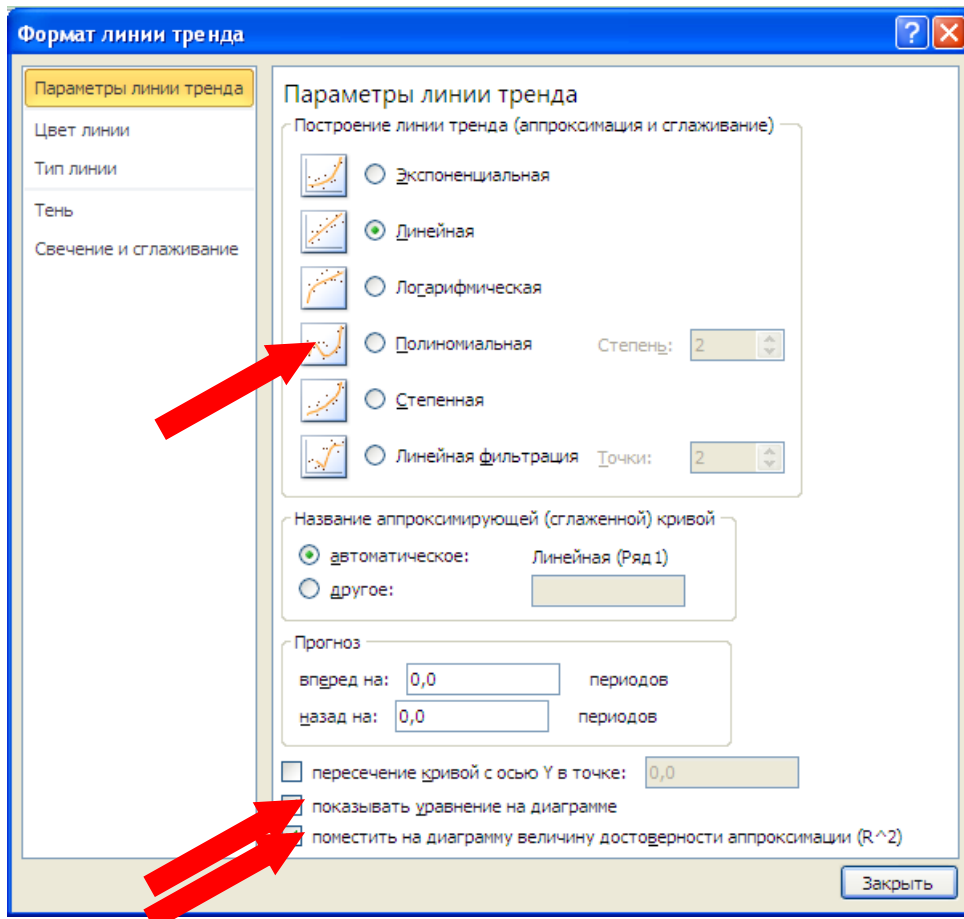 Формат линии тренда
Параметры линии тренда
Цвет линии
Тип линии
Тень
Свечение и сглаживание
Параметры линии тренда
Построение линии тренда (аппроксимация и сглаживание)
Экспоненциальная
Линейная
Логарифмическая
Полиномиальная Степень: 2
Степенная
Линейная фильтрация Точки: 2
Название аппроксимирующей (сглаженной) кривой
автоматическое: Линейная (Ряд1)
другое:
Прогноз
вперед на: 0,0 периодов
назад на: 0,0 периодов
пересечение кривой с осью Y в точке: 0,0
показывать уравнение на диаграмме
поместить на диаграмму величину достоверности аппроксимации (R^2)
Закрыть